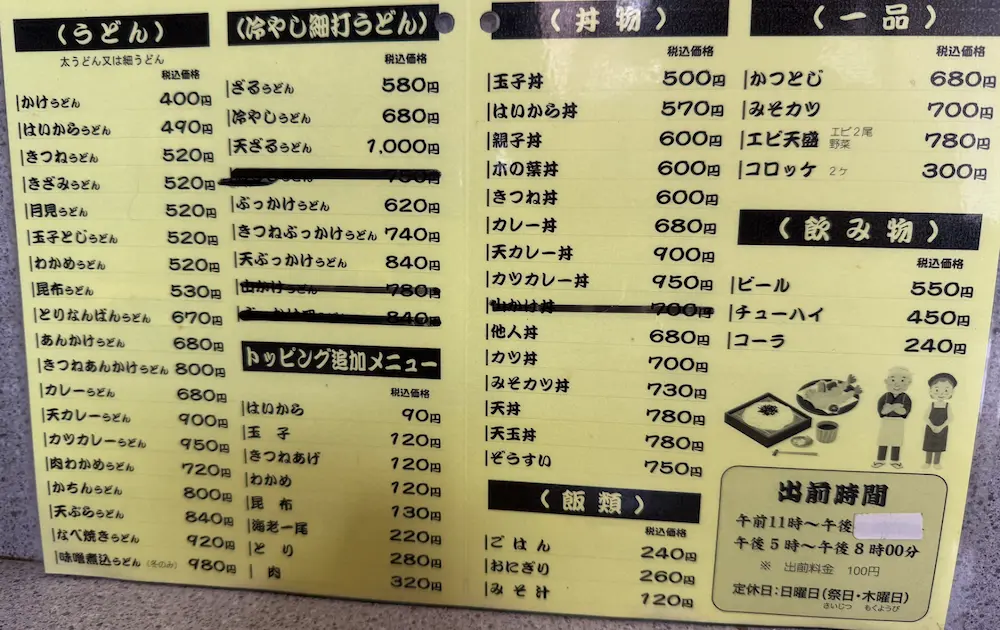 (うどん)
太うどん又は細うどん
税込価格
かけうどん 400円
はいからうどん 490円
きつねうどん 520円
きざみうどん 520円
月見うどん 520円
玉子とじうどん 520円
わかめうどん 520円
昆布うどん 530円
とりなんばんうどん 670円
あんかけうどん 680円
きつねあんかけうどん 800円
カレーうどん 680円
天カレーうどん 900円
カツカレーうどん 950円
肉わかめうどん 720円
かちんうどん 800円
天ぷらうどん 840円
なべ焼きうどん 920円
味噌煮込うどん (冬のみ) 980円
(冷やし細打うどん)
税込価格
ざるうどん 580円
冷やしうどん 680円
天ざるうどん 1,000円
750円
ぶっかけうどん 620円
きつねぶっかけうどん 740円
天ぶっかけうどん 840円
山かけうどん 780円
840円
トッピング追加メニュー
税込価格
はいから 90円
玉子 120円
きつねあげ 120円
わかめ 120円
昆布 130円
海老一尾 220円
とり 280円
肉 320円
(丼物)
税込価格
玉子丼 500円
はいから丼 570円
親子丼 600円
木の葉丼 600円
きつね丼 600円
カレー丼 680円
天カレー丼 900円
カツカレー丼 950円
山かけ丼 700円
他人丼 680円
カツ丼 700円
みそカツ丼 730円
天丼 780円
天玉丼 780円
ぞうすい 750円
(飯類)
税込価格
ごはん 240円
おにぎり 260円
みそ汁 120円
(一品)
税込価格
かつとじ 680円
みそカツ 700円
エビ天盛 エビ2尾 野菜 780円
コロッケ 2ケ 300円
(飲み物)
税込価格
ビール 550円
チューハイ 450円
コーラ 240円
出前時間
午前11時〜午後
午後5時〜午後8時00分
※ 出前料金 100円
定休日:日曜日(祭日・木曜日)
さいじつ もくようび